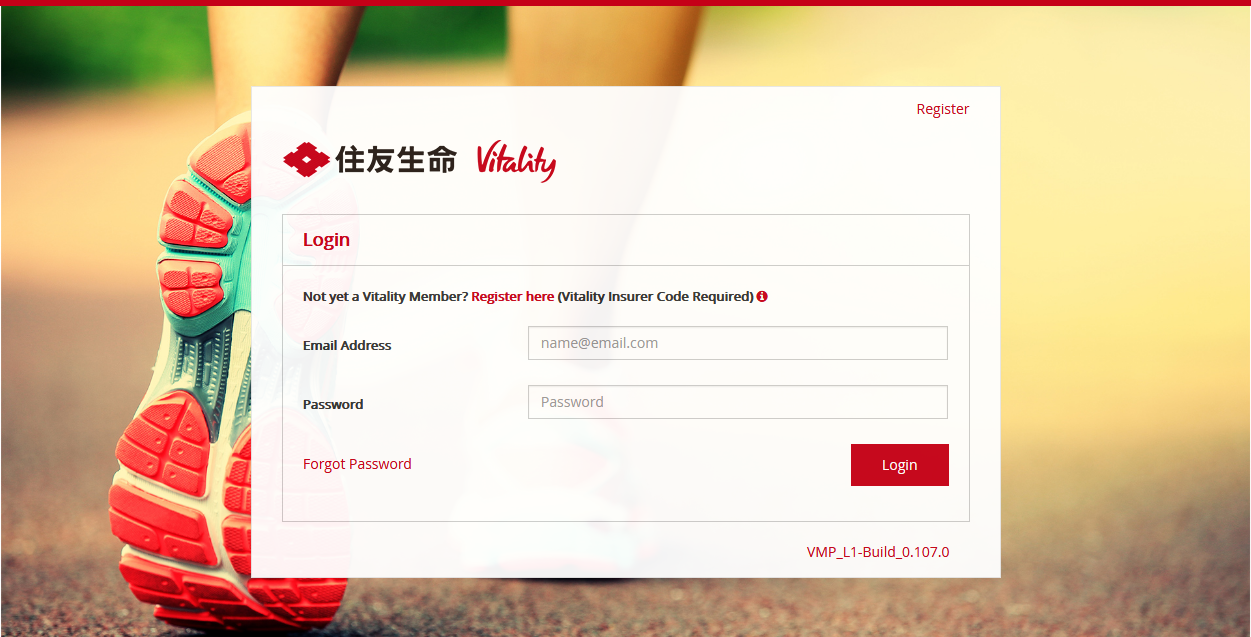 Register
住友生命 Vitality
Login
Not yet a Vitality Member? Register here (Vitality Insurer Code Required)
Email Address
name@email.com
Password
Password
Forgot Password
Login
VMP_L1-Build_0.107.0